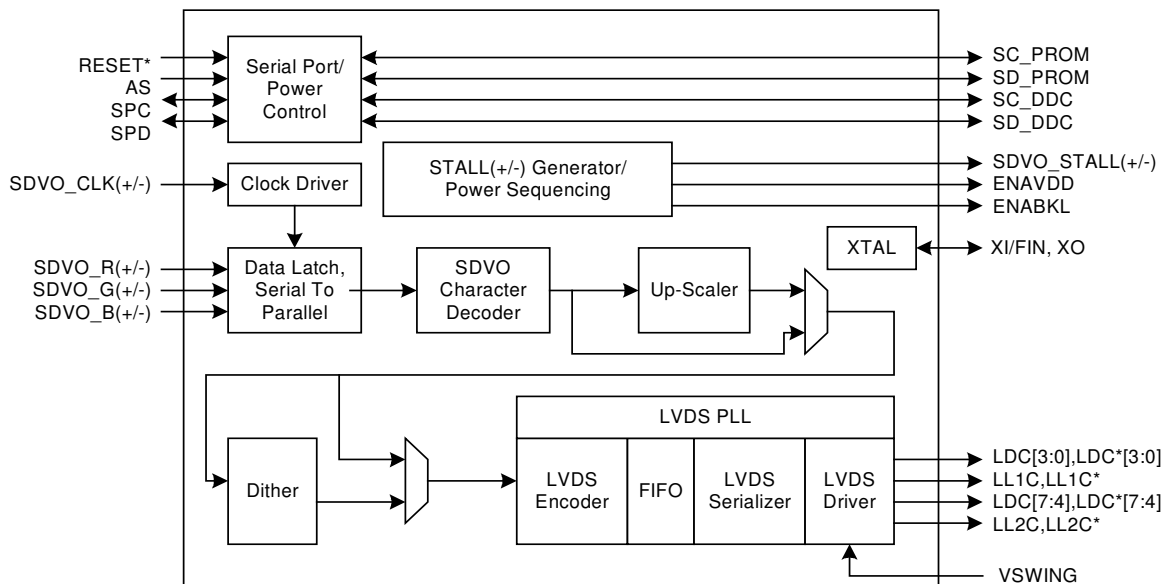 RESET*
AS
SPC
SPD
Serial Port/
Power
Control
SC_PROM
SD_PROM
SC_DDC
SD_DDC
STALL(+/-) Generator/
Power Sequencing
SDVO_STALL(+/-)
ENAVDD
ENABKL
SDVO_CLK(+/-)
Clock Driver
XTAL
XI/FIN, XO
SDVO_R(+/-)
SDVO_G(+/-)
SDVO_B(+/-)
Data Latch,
Serial To
Parallel
SDVO
Character
Decoder
Up-Scaler
LVDS PLL
Dither
LVDS
Encoder
FIFO
LVDS
Serializer
LVDS
Driver
LDC[3:0],LDC*[3:0]
LL1C,LL1C*
LDC[7:4],LDC*[7:4]
LL2C,LL2C*
VSWING